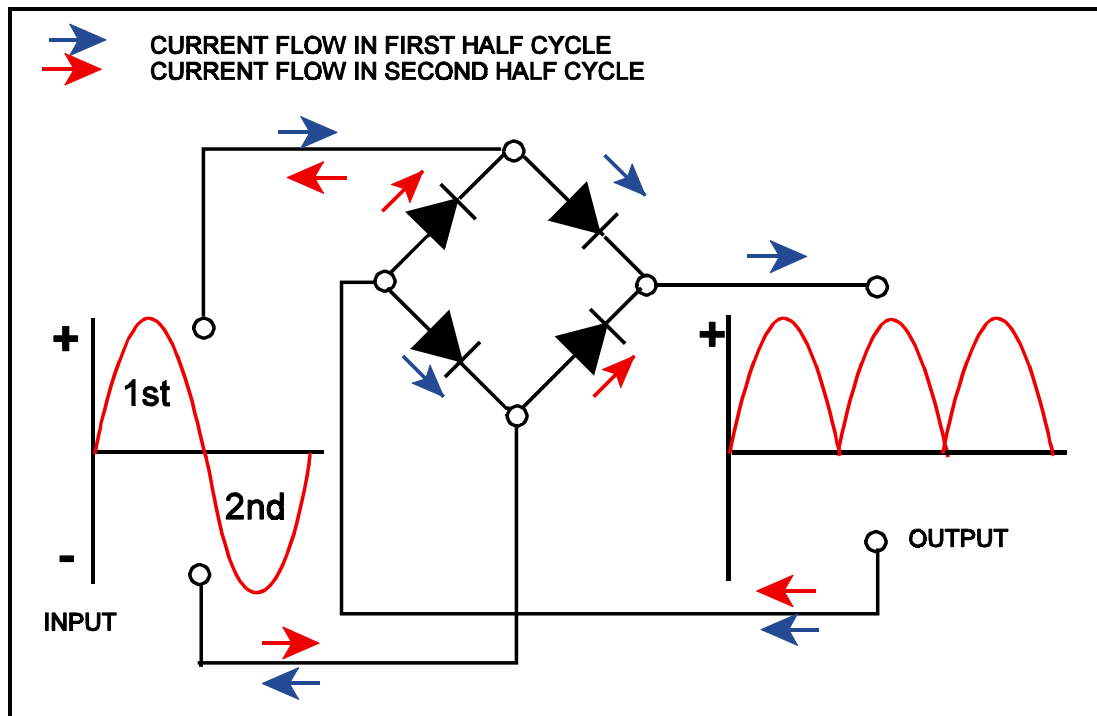 CURRENT FLOW IN FIRST HALF CYCLE
CURRENT FLOW IN SECOND HALF CYCLE
+
1st
2nd
-
INPUT
+
OUTPUT